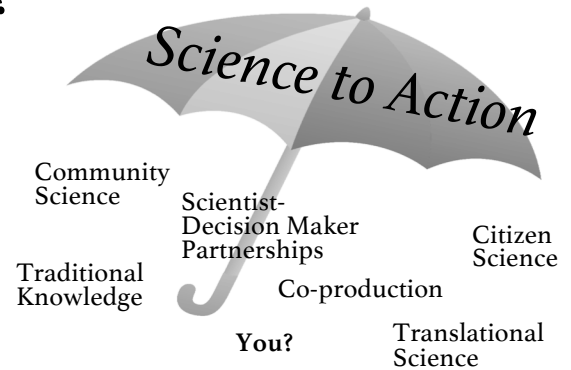 Science to Action
Community
Science
Scientist-
Decision Maker
Partnerships
Citizen
Science
Traditional
Knowledge
Co-production
You?
Translational
Science